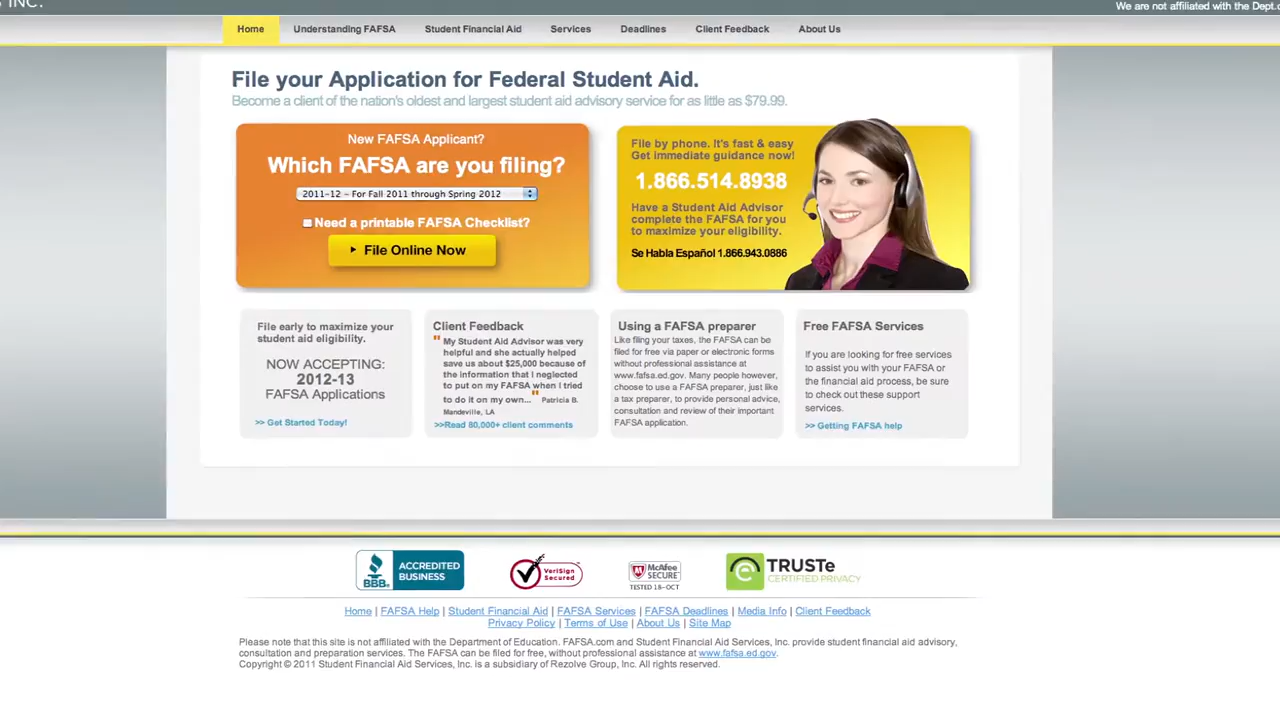 INC.
We are not affiliated with the Dept.
Home Understanding FAFSA Student Financial Aid Services Deadlines Client Feedback About Us
File your Application for Federal Student Aid.
Become a client of the nation's oldest and largest student aid advisory service for as little as $79.99.
New FAFSA Applicant?
Which FAFSA are you filing?
2011-12 – For Fall 2011 through Spring 2012
Need a printable FAFSA Checklist?
File Online Now
File by phone. It's fast & easy
Get immediate guidance now!
1.866.514.8938
Have a Student Aid Advisor
complete the FAFSA for you
to maximize your eligibility.
Se Habla Español 1.866.943.0886
File early to maximize your
student aid eligibility.
NOW ACCEPTING:
2012-13
FAFSA Applications
>> Get Started Today!
Client Feedback
" My Student Aid Advisor was very
helpful and she actually helped
save us about $25,000 because of
the information that I neglected
to put on my FAFSA when I tried
to do it on my own... " Patricia B.
Mandeville, LA
>>Read 80,000+ client comments
Using a FAFSA preparer
Like filing your taxes, the FAFSA can be
filed for free via paper or electronic forms
without professional assistance at
www.fafsa.ed.gov. Many people however,
choose to use a FAFSA preparer, just like
a tax preparer, to provide personal advice,
consultation and review of their important
FAFSA application.
Free FAFSA Services
If you are looking for free services
to assist you with your FAFSA or
the financial aid process, be sure
to check out these support
services.
>> Getting FAFSA help
BBB. ACCREDITED
BUSINESS
VeriSign
Secured
McAfee
SECURE
TESTED 18-OCT
TRUSTe
CERTIFIED PRIVACY
Home | FAFSA Help | Student Financial Aid | FAFSA Services | FAFSA Deadlines | Media Info | Client Feedback
Privacy Policy | Terms of Use | About Us | Site Map
Please note that this site is not affiliated with the Department of Education. FAFSA.com and Student Financial Aid Services, Inc. provide student financial aid advisory,
consultation and preparation services. The FAFSA can be filed for free, without professional assistance at www.fafsa.ed.gov.
Copyright © 2011 Student Financial Aid Services, Inc. is a subsidiary of Rezolve Group, Inc. All rights reserved.